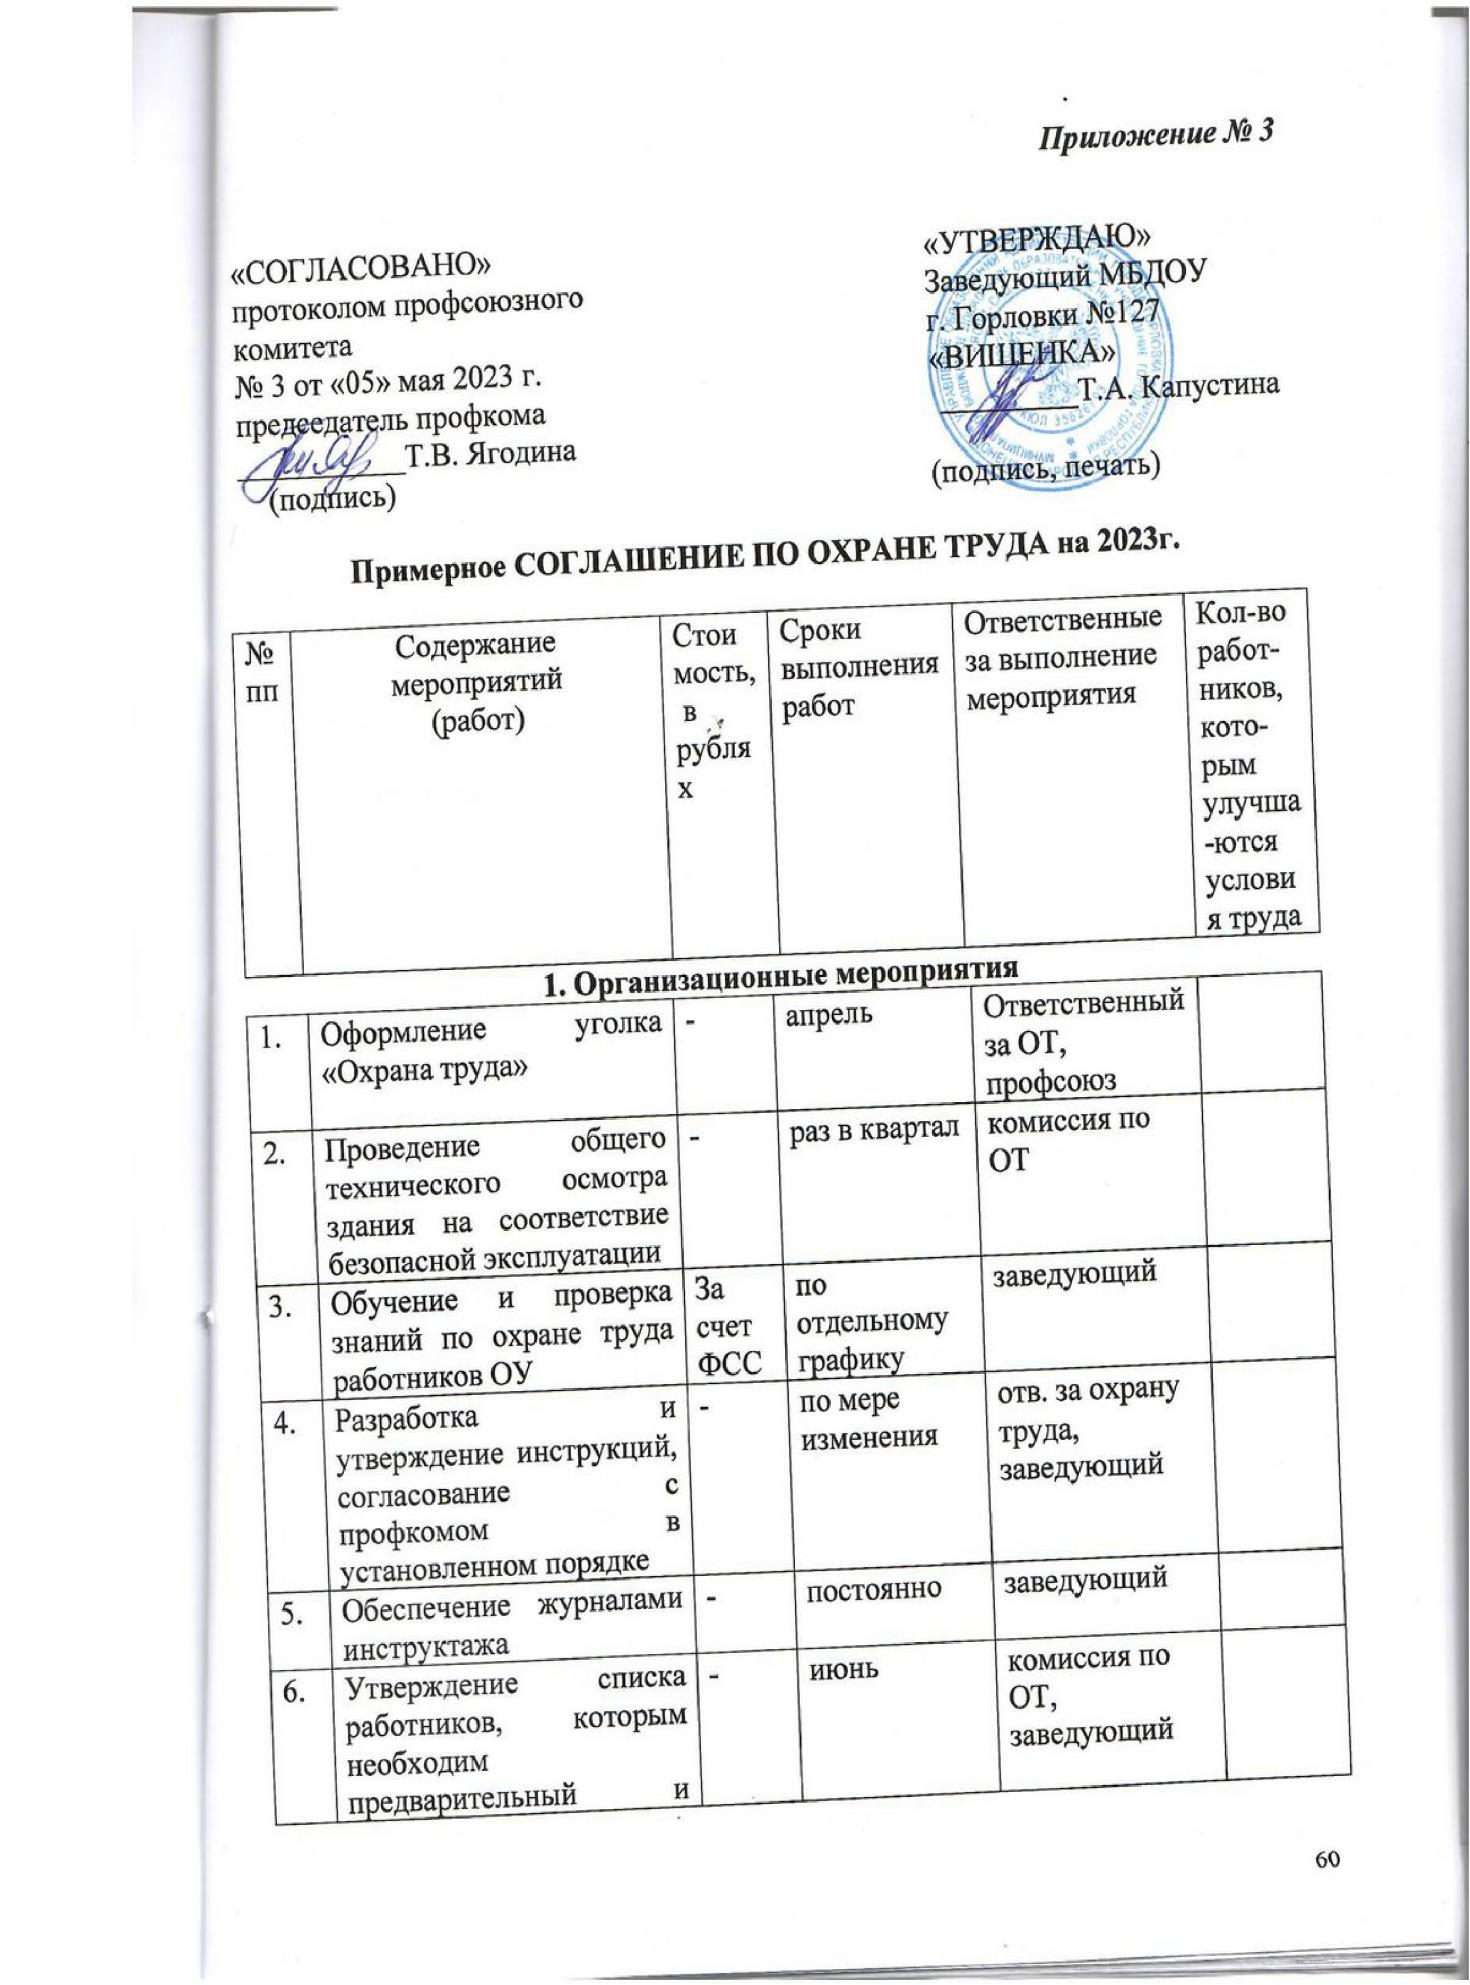 Приложение № 3
«СОГЛАСОВАНО»
протоколом профсоюзного
комитета
№ 3 от «05» мая 2023 г.
председатель профкома
Т.В. Ягодина
(подпись)
«УТВЕРЖДАЮ»
Заведующий МБДОУ
г. Горловки №127
«ВИШЕНКА»
Т.А. Капустина
(подпись, печать)
Примерное СОГЛАШЕНИЕ ПО ОХРАНЕ ТРУДА на 2023г.
№
пп
Содержание
мероприятий
(работ)
Стои
мость,
в
рубля
х
Сроки
выполнения
работ
Ответственные
за выполнение
мероприятия
Кол-во
работ-
ников,
кото-
рым
улучша
-ются
услови
я труда
1. Организационные мероприятия
1.
Оформление уголка
«Охрана труда»
-
апрель
Ответственный
за ОТ,
профсоюз
2.
Проведение общего
технического осмотра
здания на соответствие
безопасной эксплуатации
-
раз в квартал
комиссия по
ОТ
3.
Обучение и проверка
знаний по охране труда
работников ОУ
За
счет
ФСС
по
отдельному
графику
заведующий
4.
Разработка и
утверждение инструкций,
согласование с
профкомом в
установленном порядке
-
по мере
изменения
отв. за охрану
труда,
заведующий
5.
Обеспечение журналами
инструктажа
-
постоянно
заведующий
6.
Утверждение списка
работников, которым
необходим
предварительный и
-
июнь
комиссия по
ОТ,
заведующий
60